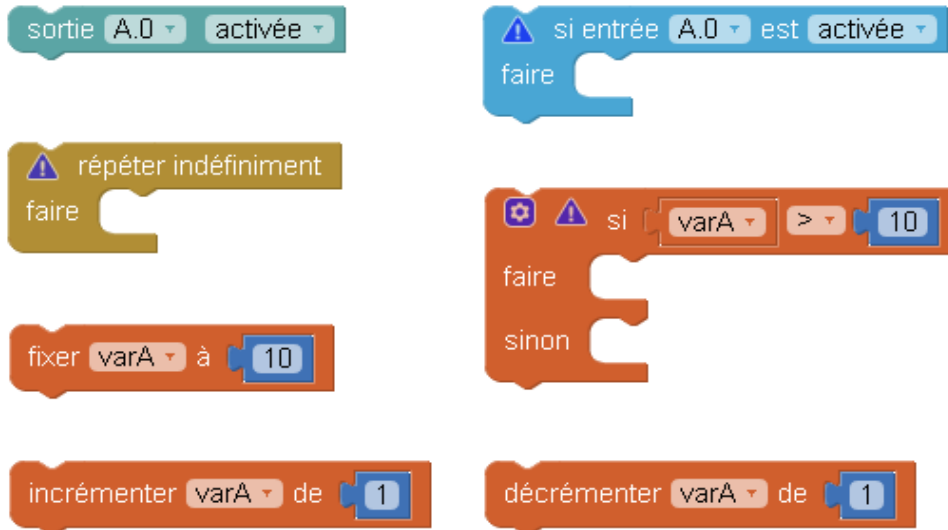 sortie A.0 activée
si entrée A.0 est activée
faire
répéter indéfiniment
faire
si varA > 10
faire
sinon
fixer varA à 10
incrémenter varA de 1
décrémenter varA de 1